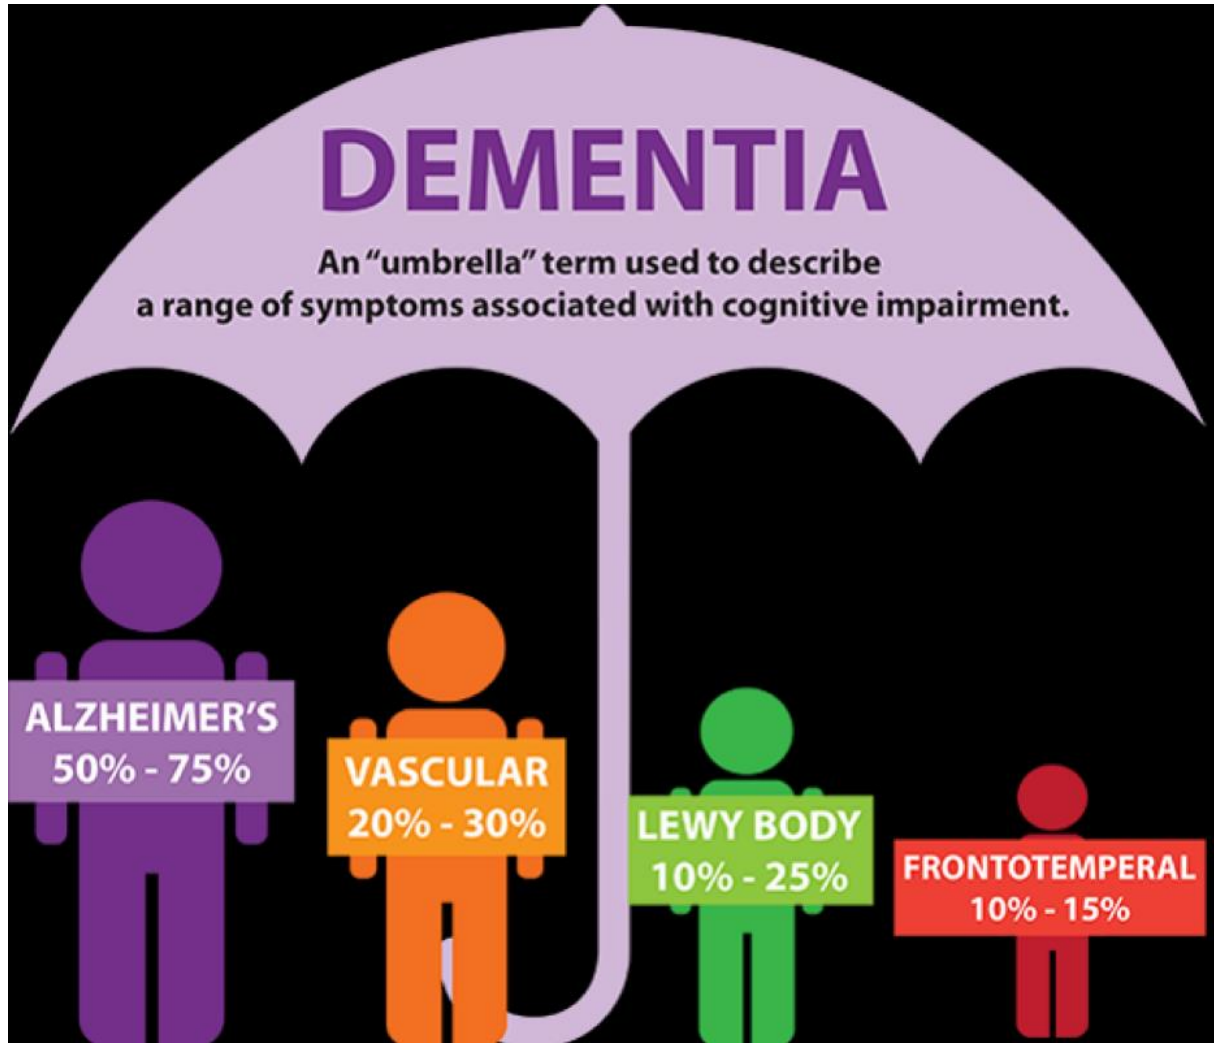 DEMENTIA
An “umbrella” term used to describe
a range of symptoms associated with cognitive impairment.
ALZHEIMER’S
50% - 75%
VASCULAR
20% - 30%
LEWY BODY
10% - 25%
FRONTOTEMPERAL
10% - 15%